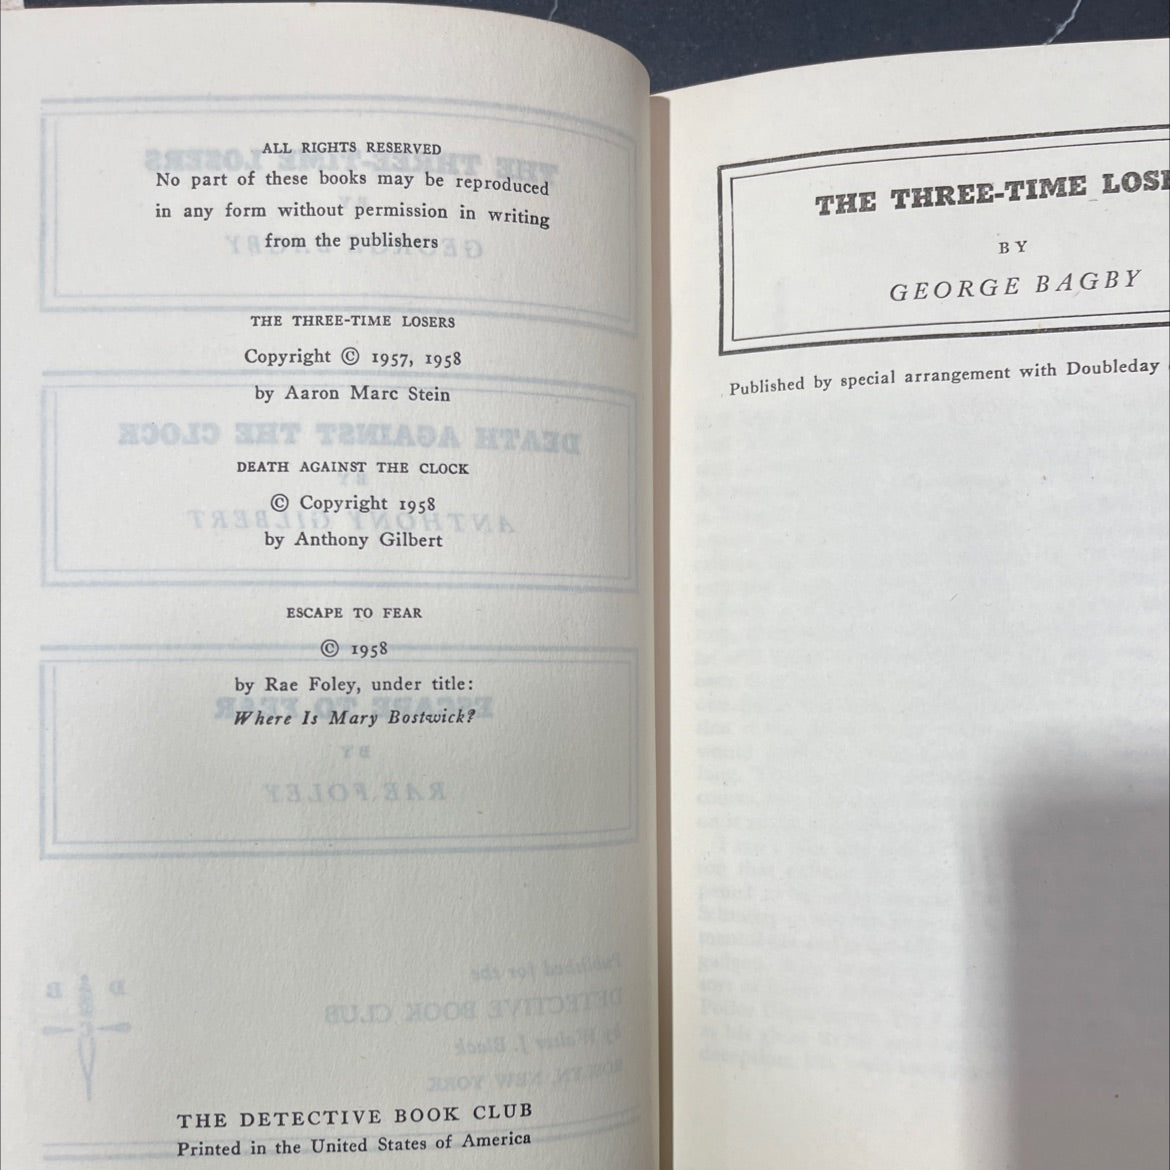 ALL RIGHTS RESERVED
No part of these books may be reproduced
in any form without permission in writing
from the publishers
THE THREE-TIME LOSERS
Copyright © 1957, 1958
by Aaron Marc Stein
DEATH AGAINST THE CLOCK
© Copyright 1958
by Anthony Gilbert
ESCAPE TO FEAR
© 1958
by Rae Foley, under title:
Where Is Mary Bostwick?
THE DETECTIVE BOOK CLUB
Printed in the United States of America
THE THREE-TIME LOSE
BY
GEORGE BAGBY
Published by special arrangement with Doubleday